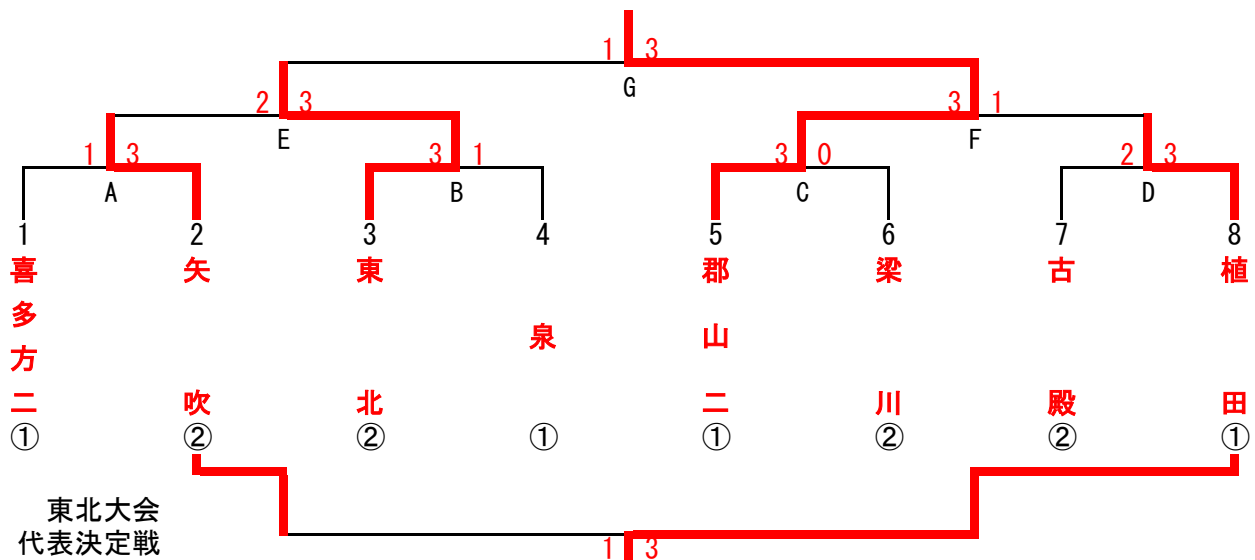 1 3
G
2 3
3 1
E
F
1 3
3 1
3 0
2 3
A
B
C
D
1 2 3 4 5 6 7 8
喜多方二
矢吹
東北
泉
郡山二
梁川
古殿
植田
① ② ② ① ① ② ② ①
東北大会
代表決定戦
1 3